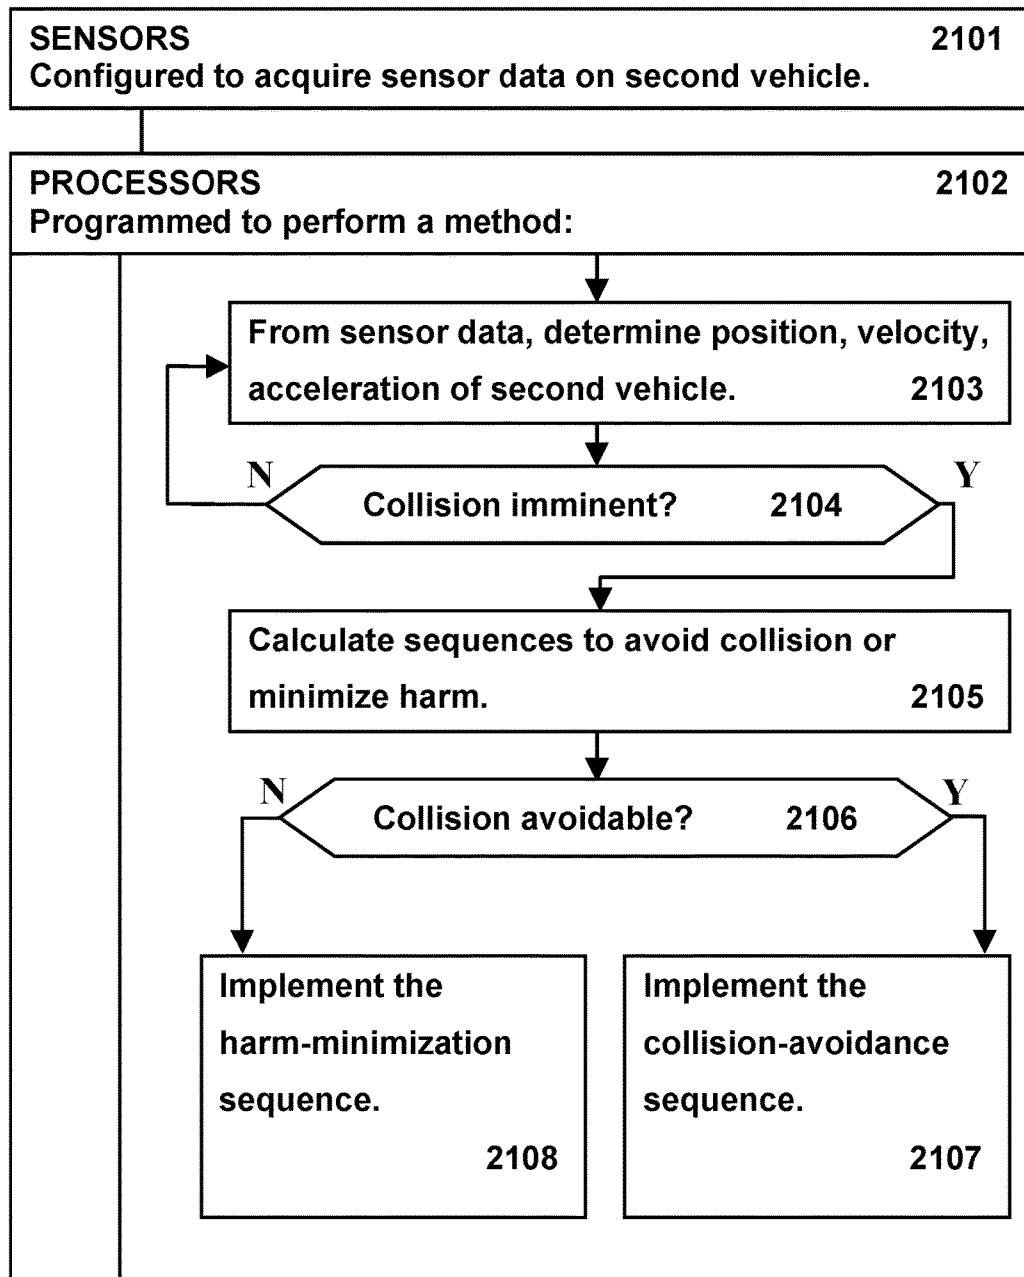 SENSORS 2101
Configured to acquire sensor data on second vehicle.
PROCESSORS 2102
Programmed to perform a method:
From sensor data, determine position, velocity,
acceleration of second vehicle. 2103
N
Y
Collision imminent? 2104
Calculate sequences to avoid collision or
minimize harm. 2105
N
Y
Collision avoidable? 2106
Implement the
harm-minimization
sequence.
2108
Implement the
collision-avoidance
sequence.
2107